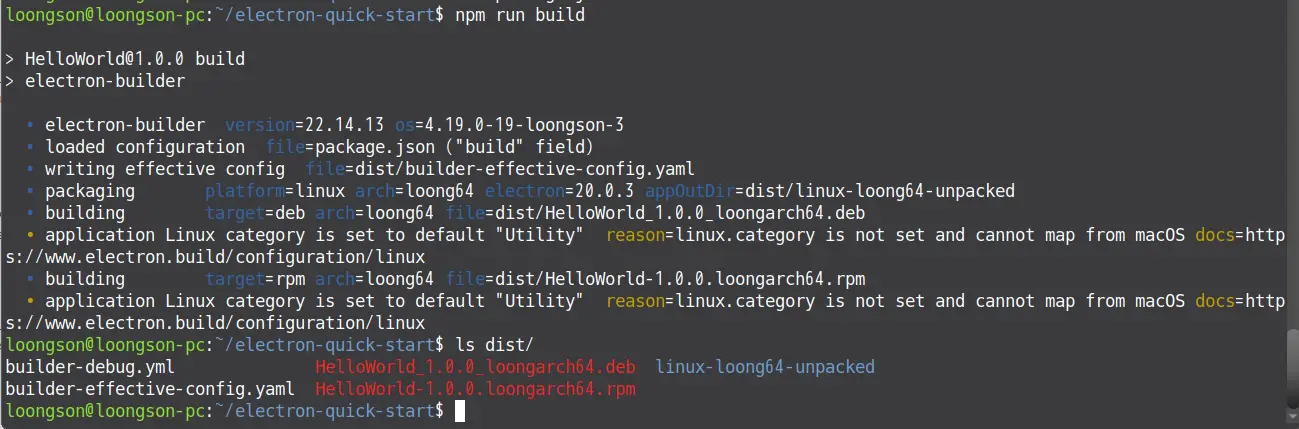 loongson@loongson-pc:~/electron-quick-start$ npm run build
> HelloWorld@1.0.0 build
> electron-builder
• electron-builder  version=22.14.13 os=4.19.0-19-loongson-3
• loaded configuration  file=package.json ("build" field)
• writing effective config  file=dist/builder-effective-config.yaml
• packaging       platform=linux arch=loong64 electron=20.0.3 appOutDir=dist/linux-loong64-unpacked
• building        target=deb arch=loong64 file=dist/HelloWorld_1.0.0_loongarch64.deb
• application Linux category is set to default "Utility"  reason=linux.category is not set and cannot map from macOS docs=http
s://www.electron.build/configuration/linux
• building        target=rpm arch=loong64 file=dist/HelloWorld-1.0.0.loongarch64.rpm
• application Linux category is set to default "Utility"  reason=linux.category is not set and cannot map from macOS docs=http
s://www.electron.build/configuration/linux
loongson@loongson-pc:~/electron-quick-start$ ls dist/
builder-debug.yml              HelloWorld_1.0.0_loongarch64.deb  linux-loong64-unpacked
builder-effective-config.yaml  HelloWorld-1.0.0.loongarch64.rpm
loongson@loongson-pc:~/electron-quick-start$